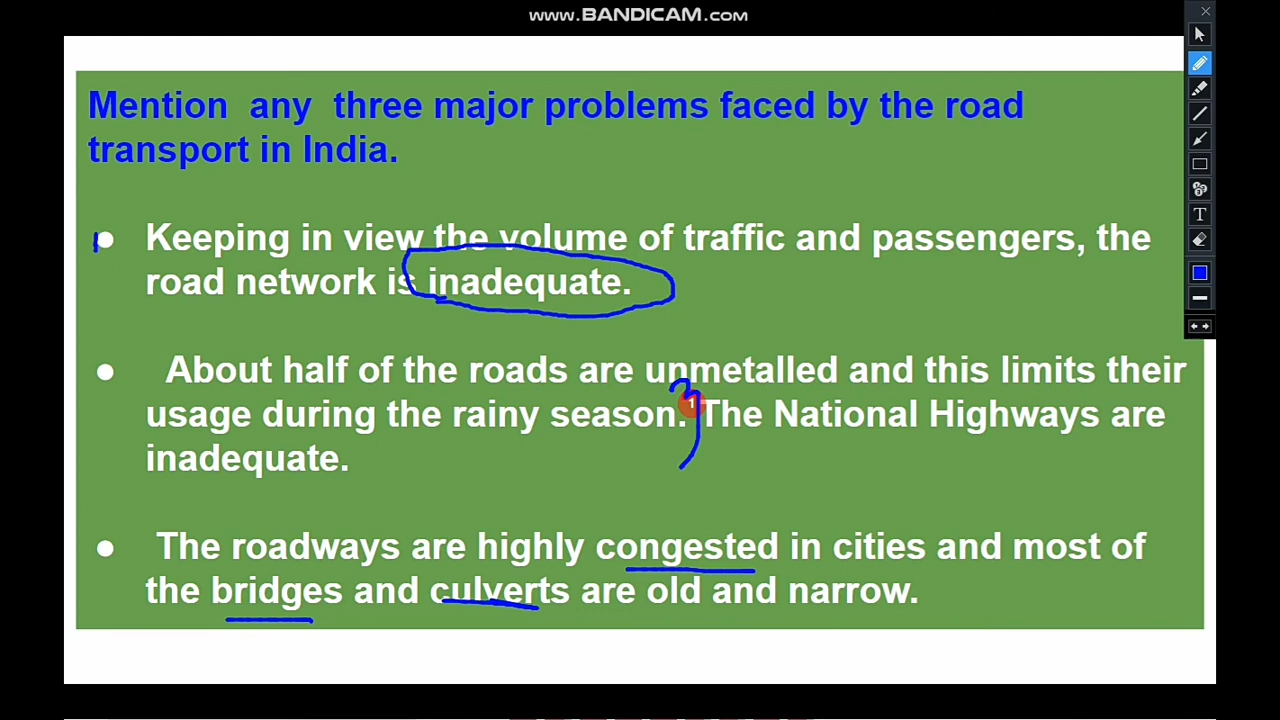 www.BANDICAM.com
Mention any three major problems faced by the road
transport in India.
● Keeping in view the volume of traffic and passengers, the
road network is inadequate.
● About half of the roads are unmetalled and this limits their
usage during the rainy season. The National Highways are
inadequate.
● The roadways are highly congested in cities and most of
the bridges and culverts are old and narrow.
1
T